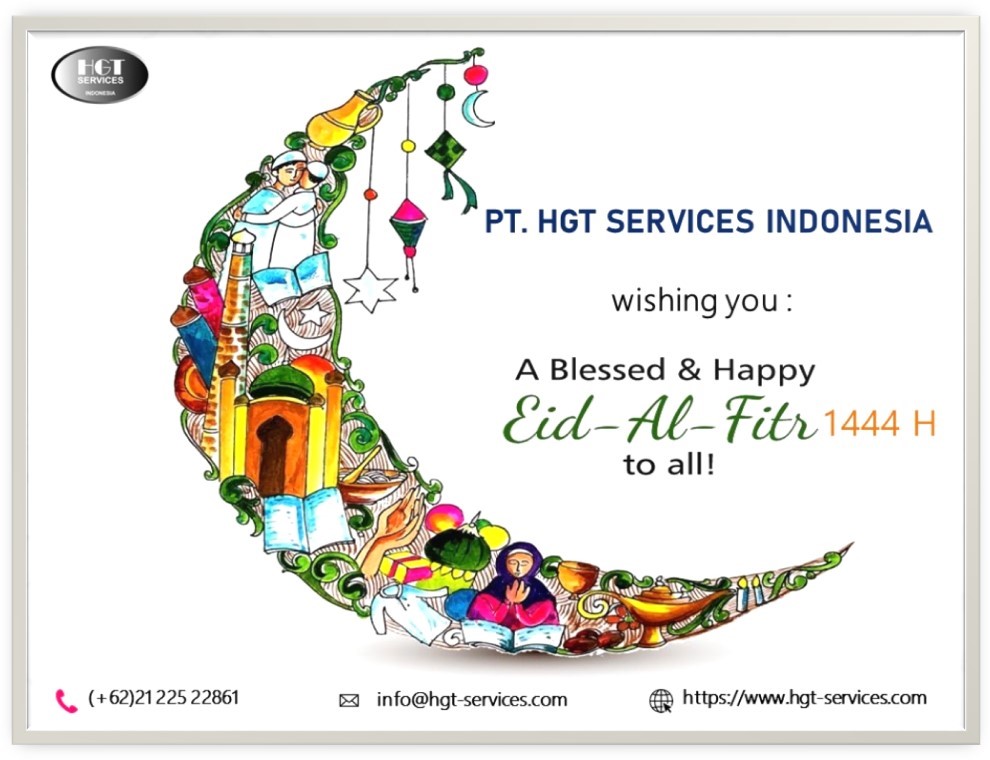 HGT
SERVICES
INDONESIA
PT. HGT SERVICES INDONESIA
wishing you :
A Blessed & Happy
Eid-Al-Fitr 1444 H
to all!
(+62)21 225 22861
info@hgt-services.com
https://www.hgt-services.com